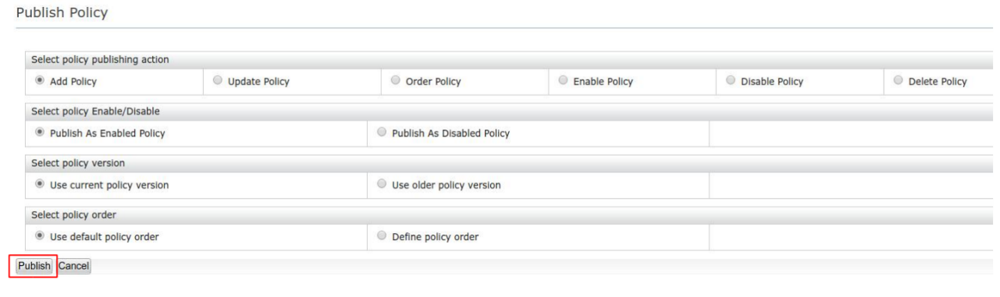 Publish Policy
Select policy publishing action
Add Policy Update Policy Order Policy Enable Policy Disable Policy Delete Policy
Select policy Enable/Disable
Publish As Enabled Policy Publish As Disabled Policy
Select policy version
Use current policy version Use older policy version
Select policy order
Use default policy order Define policy order
Publish Cancel